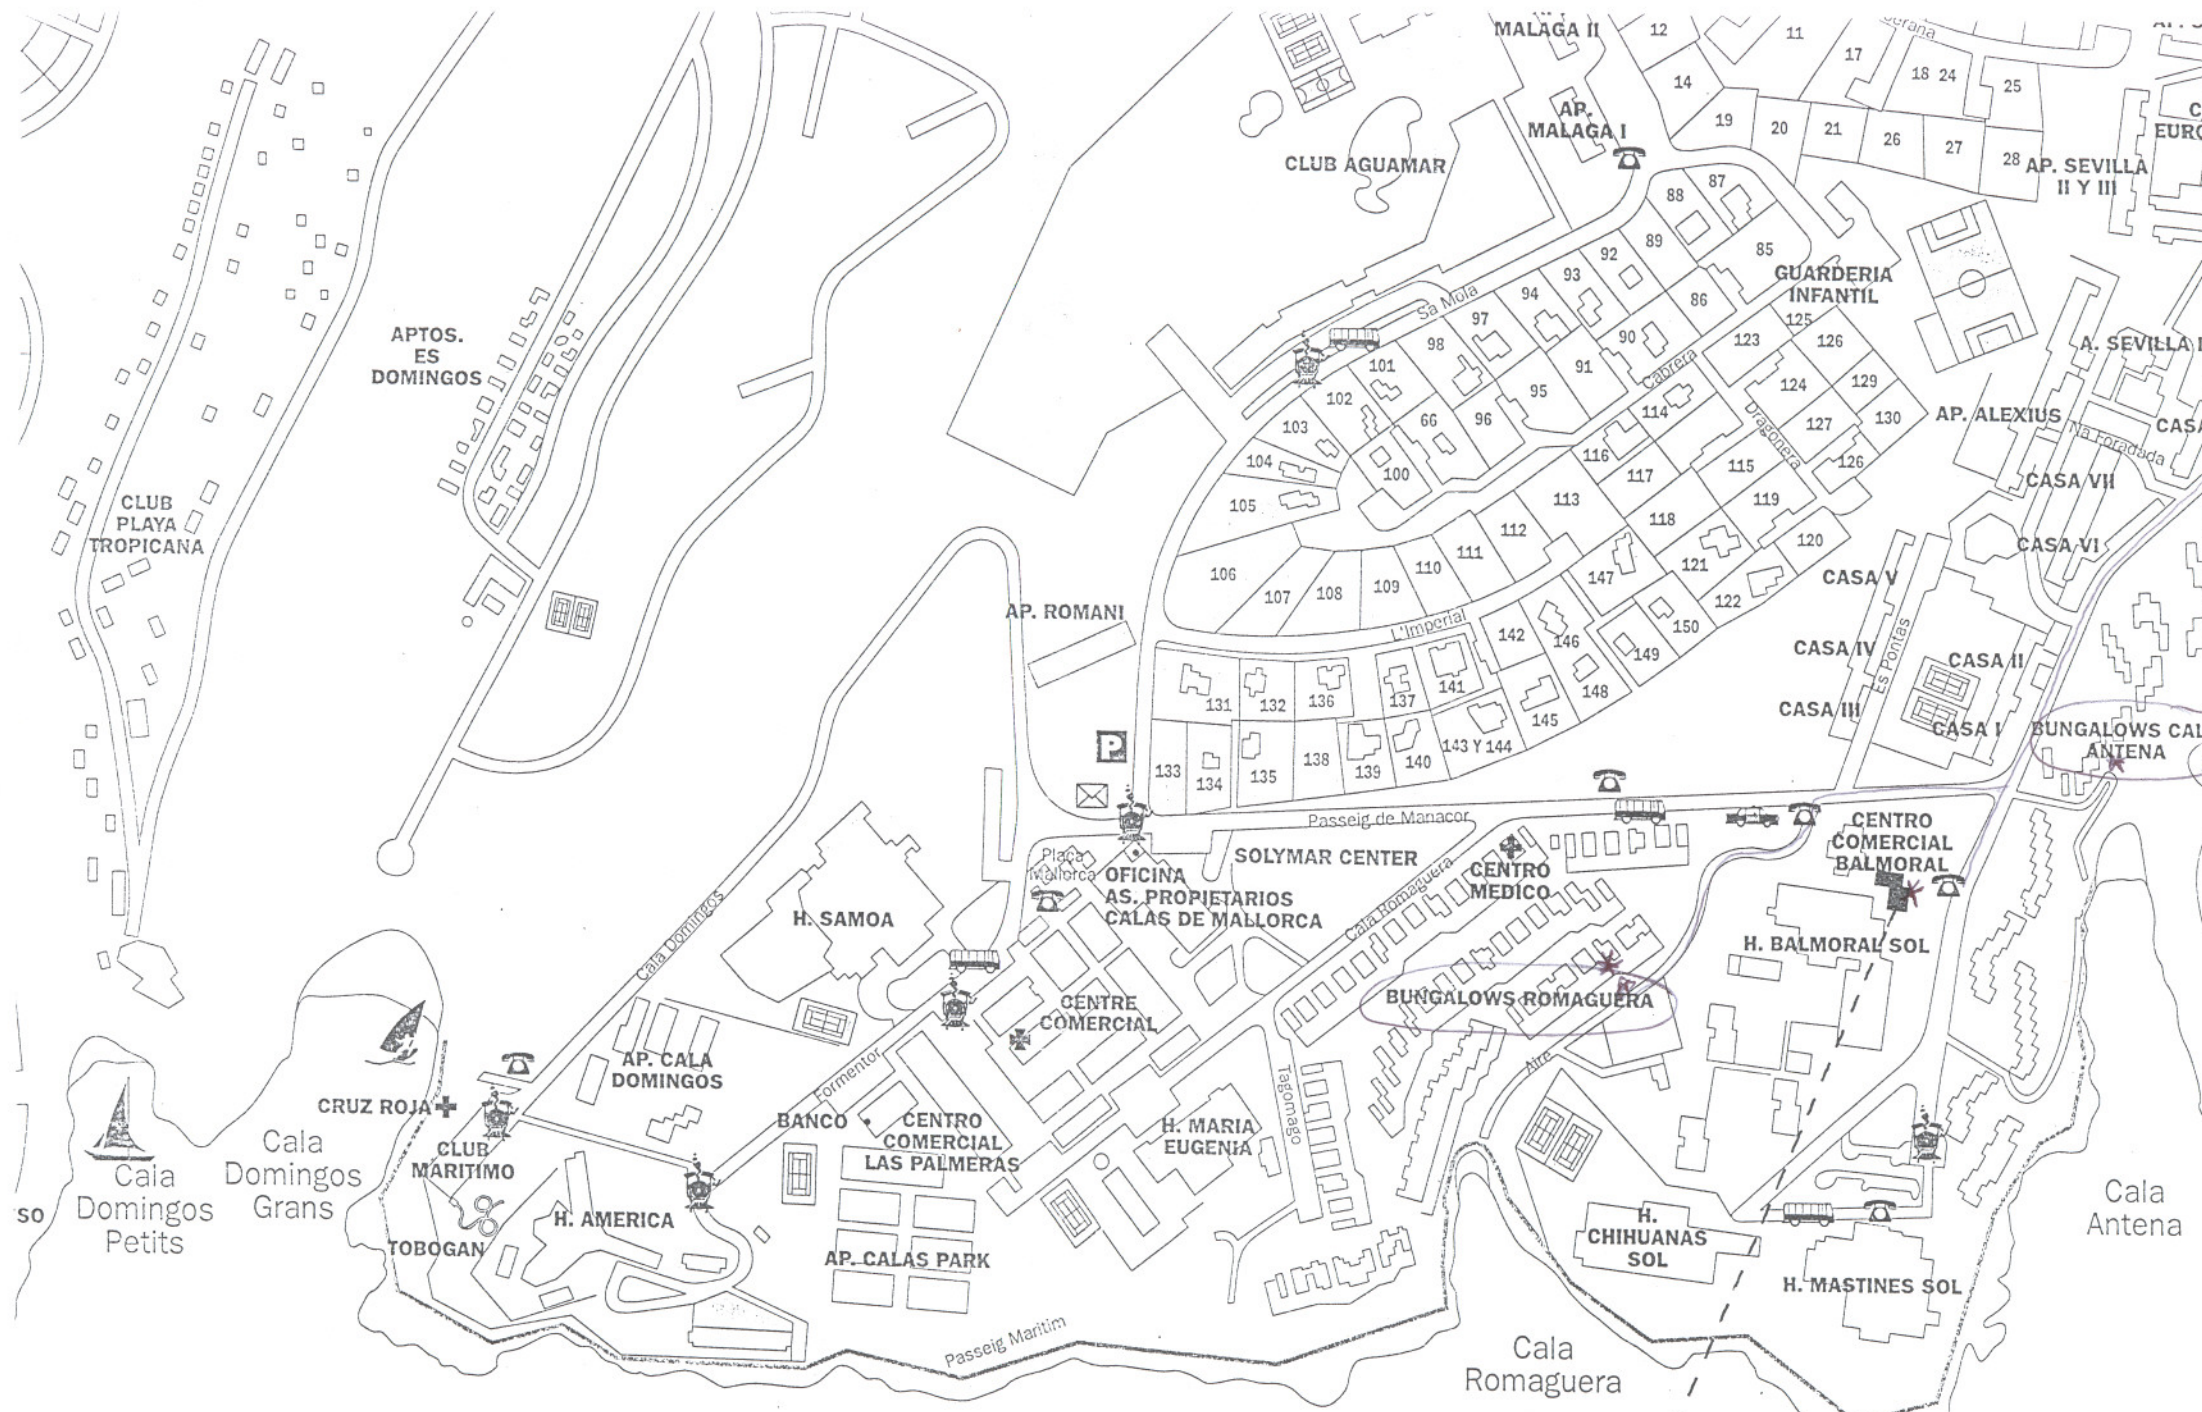 MALAGA II
12
11
17
18 24
25
14
19
20
21
26
27
28
AP.
MALAGA I
CLUB AGUAMAR
EURO
AP. SEVILLA
II Y III
88
87
89
85
92
93
94
86
GUARDERIA
INFANTIL
Sa Mola
97
98
90
91
Cabrera
123
125
126
124
129
130
127
Dragonera
126
APTOS.
ES
DOMINGOS
101
102
103
104
105
66
96
95
100
114
116
117
115
119
118
113
112
111
110
109
108
107
106
A. SEVILLA I
AP. ALEXIUS
Na Foradada
CASA
CASA VII
CASA VI
CASA V
CASA IV
CASA III
Es Pontas
CASA II
CASA I
CLUB
PLAYA
TROPICANA
AP. ROMANI
L'Imperial
147
121
120
122
150
149
146
142
148
145
141
137
136
132
131
133
134
135
138
139
140
143 Y 144
P
BUNGALOWS CAL
ANTENA
Passeig de Manacor
Plaça
Mallorca
OFICINA
AS. PROPIETARIOS
CALAS DE MALLORCA
SOLYMAR CENTER
Cala Romaguera
CENTRO
MEDICO
CENTRO
COMERCIAL
BALMORAL
H. BALMORAL SOL
H. SAMOA
Cala Domingos
BUNGALOWS ROMAGUERA
CENTRE
COMERCIAL
Aire
AP. CALA
DOMINGOS
Formentor
BANCO
CENTRO
COMERCIAL
LAS PALMERAS
H. MARIA
EUGENIA
Tagomago
CRUZ ROJA
CLUB
MARITIMO
TOBOGAN
H. AMERICA
AP. CALAS PARK
H.
CHIHUANAS
SOL
H. MASTINES SOL
so
Cala
Domingos
Petits
Cala
Domingos
Grans
Passeig Maritim
Cala
Romaguera
Cala
Antena